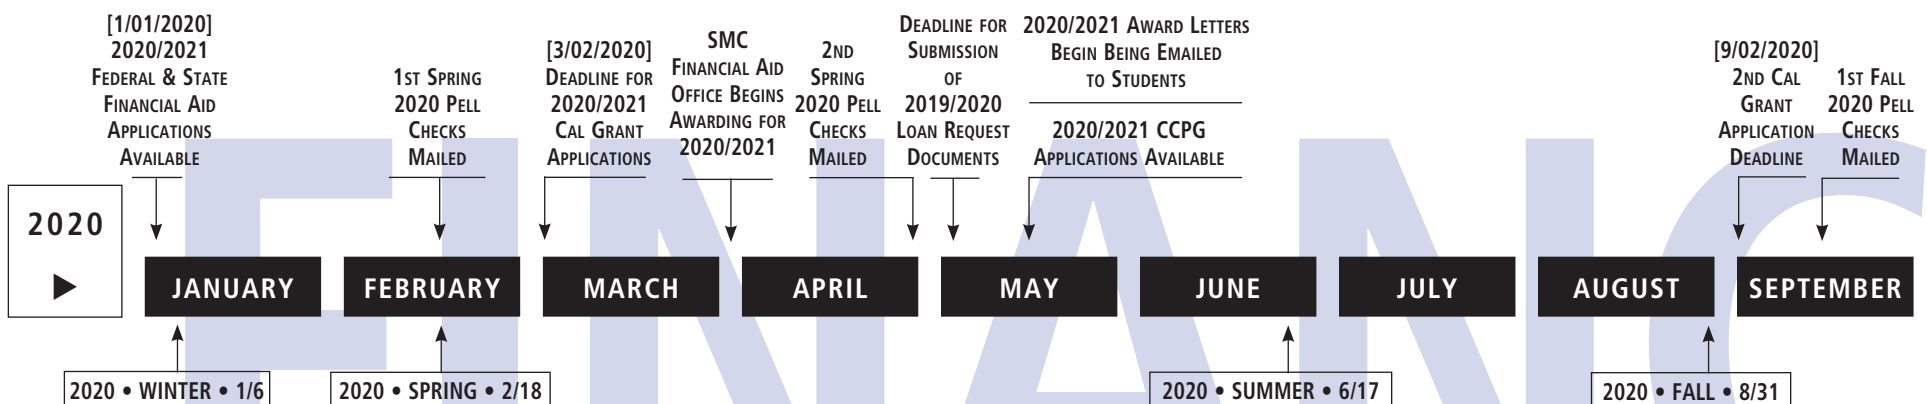 [1/01/2020]
2020/2021
Federal & State
Financial Aid
Applications
Available
1st Spring
2020 Pell
Checks
Mailed
[3/02/2020]
Deadline for
2020/2021
Cal Grant
Applications
SMC
Financial Aid
Office Begins
Awarding for
2020/2021
2nd
Spring
2020 Pell
Checks
Mailed
Deadline for
Submission
of
2019/2020
Loan Request
Documents
2020/2021 Award Letters
Begin Being Emailed
to Students
2020/2021 CCPG
Applications Available
[9/02/2020]
2nd Cal
Grant
Application
Deadline
1st Fall
2020 Pell
Checks
Mailed
2020
JANUARY
FEBRUARY
MARCH
APRIL
MAY
JUNE
JULY
AUGUST
SEPTEMBER
2020 • WINTER • 1/6
2020 • SPRING • 2/18
2020 • SUMMER • 6/17
2020 • FALL • 8/31
FINANC